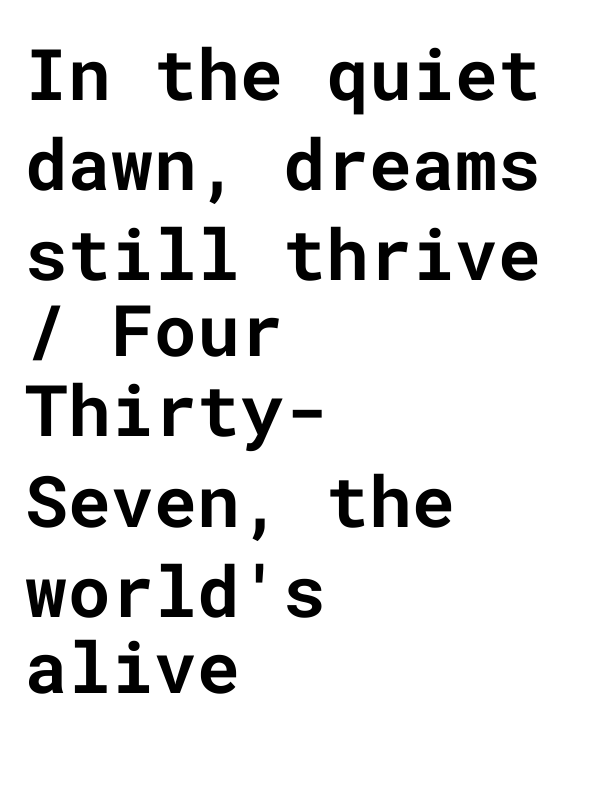 In the quiet
dawn, dreams
still thrive
/ Four
Thirty-
Seven, the
world's
alive